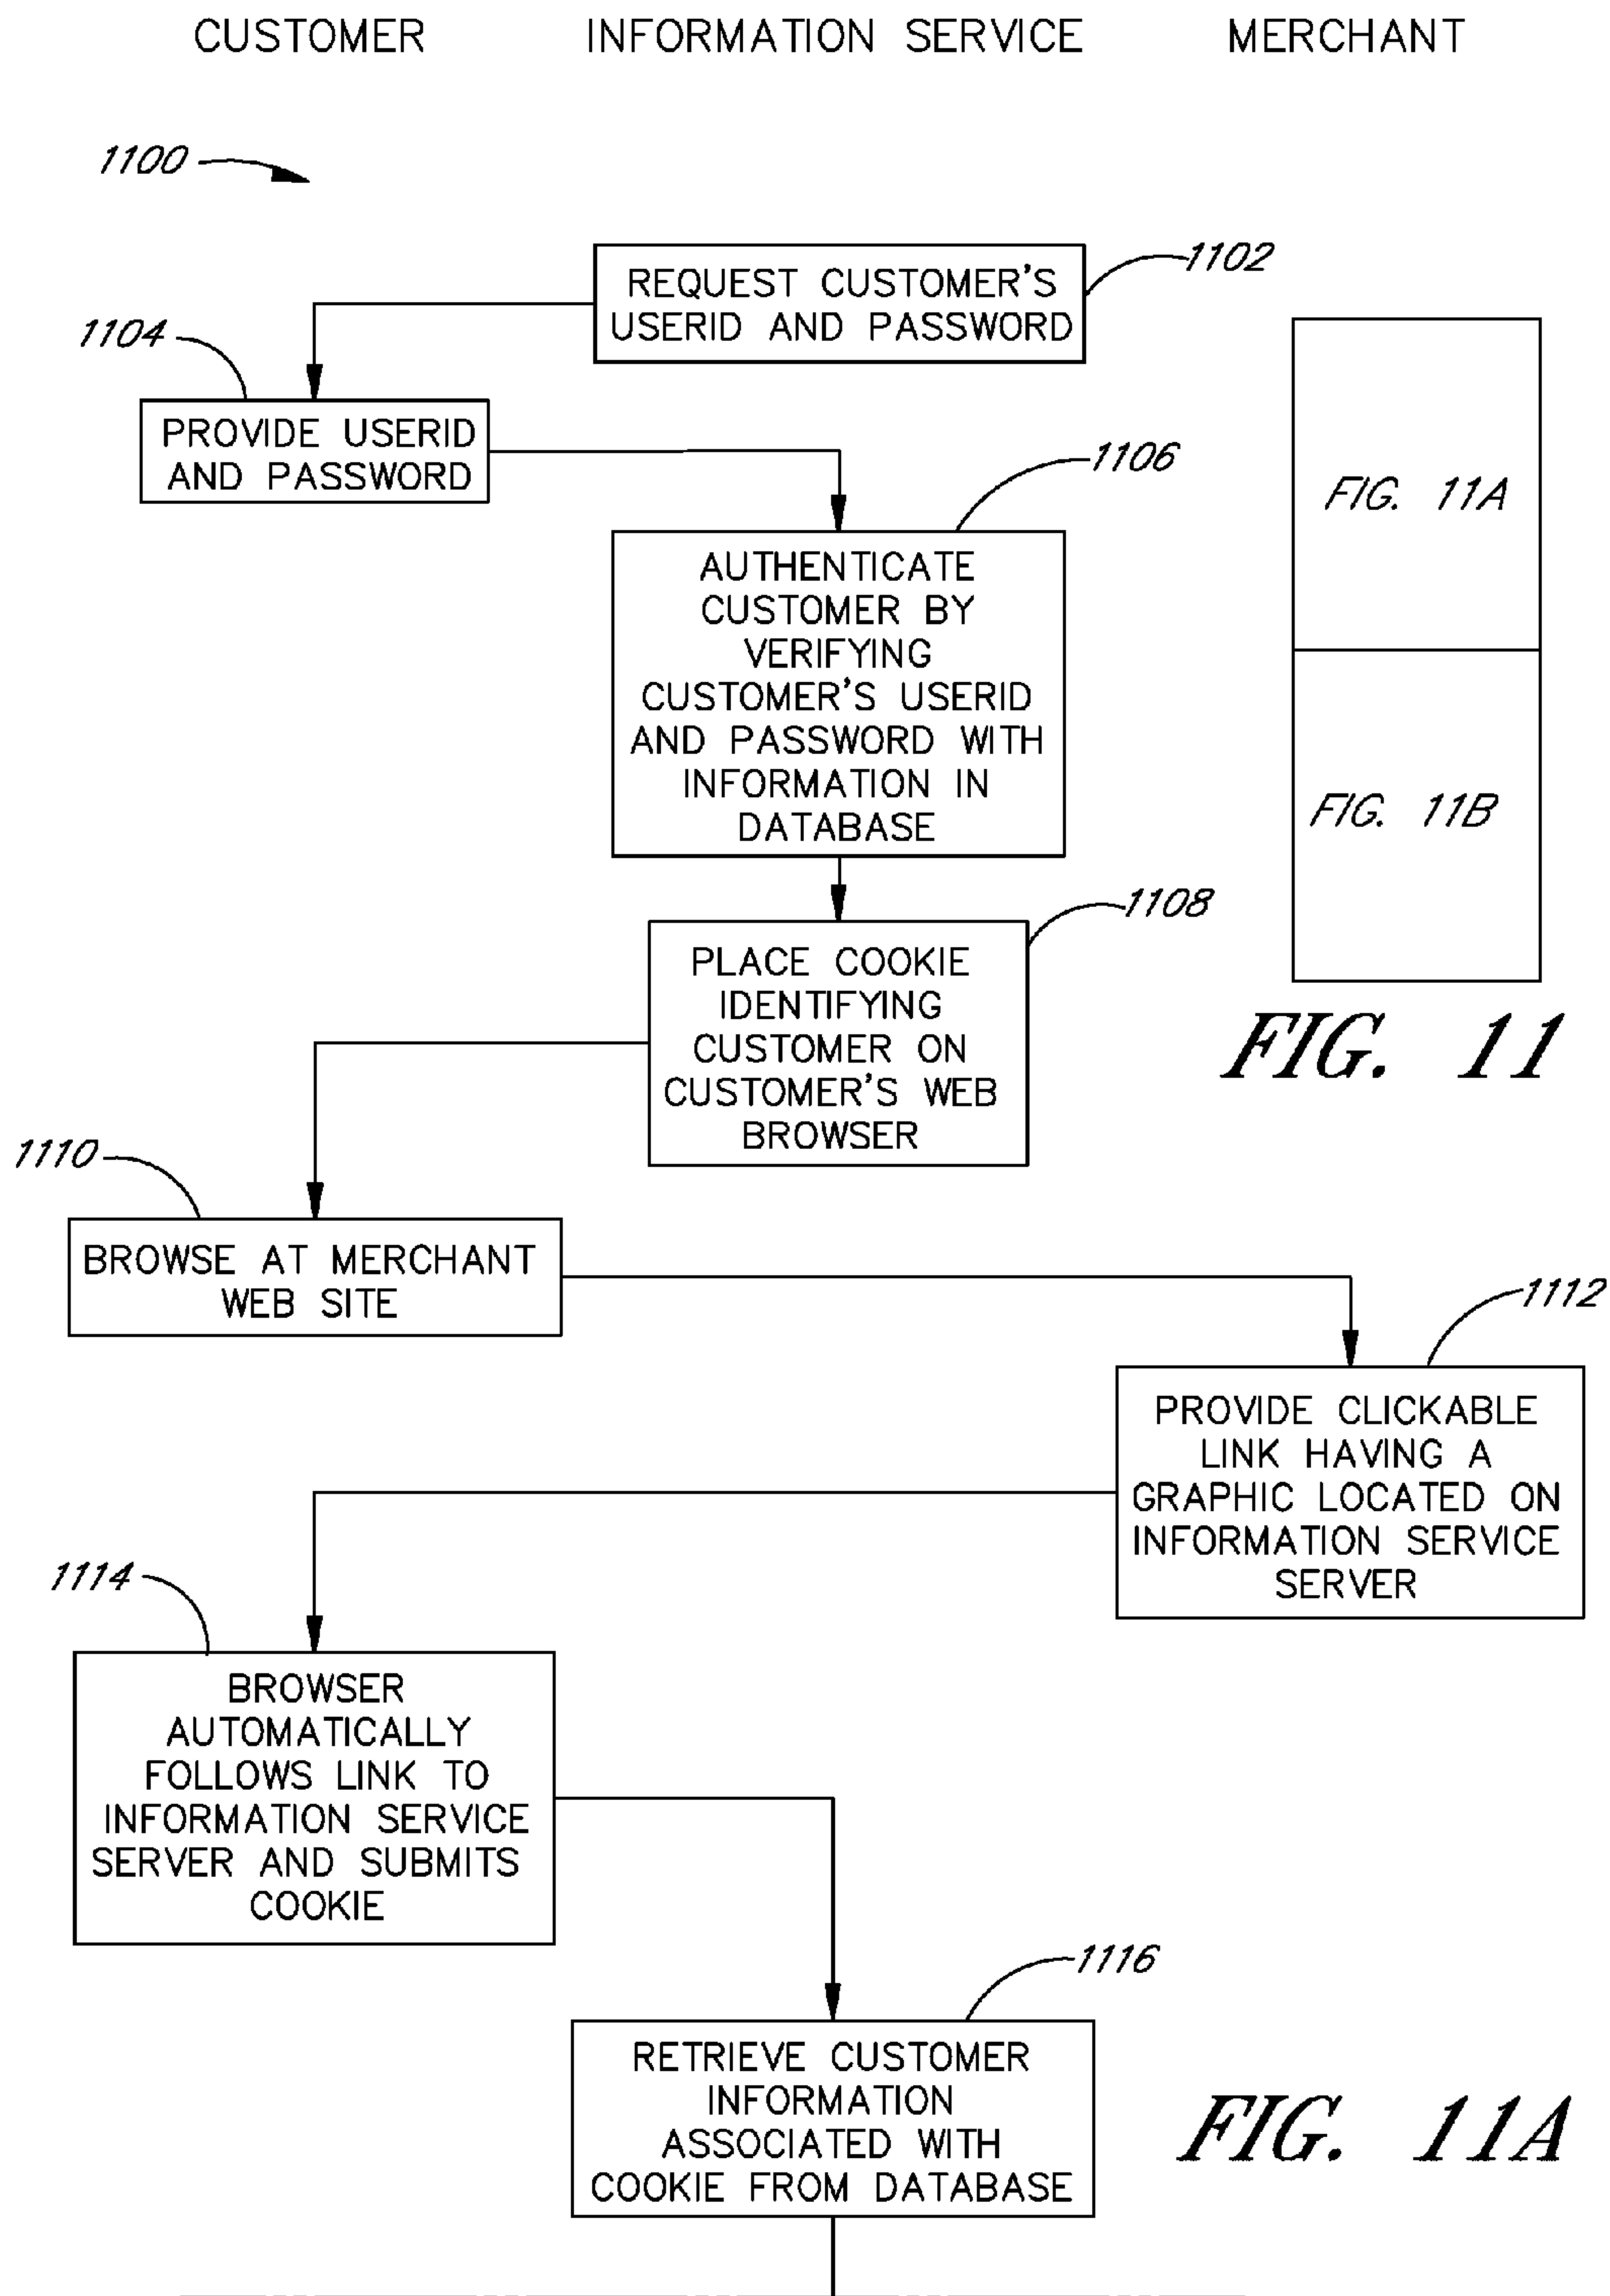 CUSTOMER INFORMATION SERVICE MERCHANT
1100
1102
REQUEST CUSTOMER'S
USERID AND PASSWORD
1104
PROVIDE USERID
AND PASSWORD
1106
AUTHENTICATE
CUSTOMER BY
VERIFYING
CUSTOMER'S USERID
AND PASSWORD WITH
INFORMATION IN
DATABASE
FIG. 11A
FIG. 11B
FIG. 11
1108
PLACE COOKIE
IDENTIFYING
CUSTOMER ON
CUSTOMER'S WEB
BROWSER
1110
BROWSE AT MERCHANT
WEB SITE
1112
PROVIDE CLICKABLE
LINK HAVING A
GRAPHIC LOCATED ON
INFORMATION SERVICE
SERVER
1114
BROWSER
AUTOMATICALLY
FOLLOWS LINK TO
INFORMATION SERVICE
SERVER AND SUBMITS
COOKIE
1116
RETRIEVE CUSTOMER
INFORMATION
ASSOCIATED WITH
COOKIE FROM DATABASE
FIG. 11A